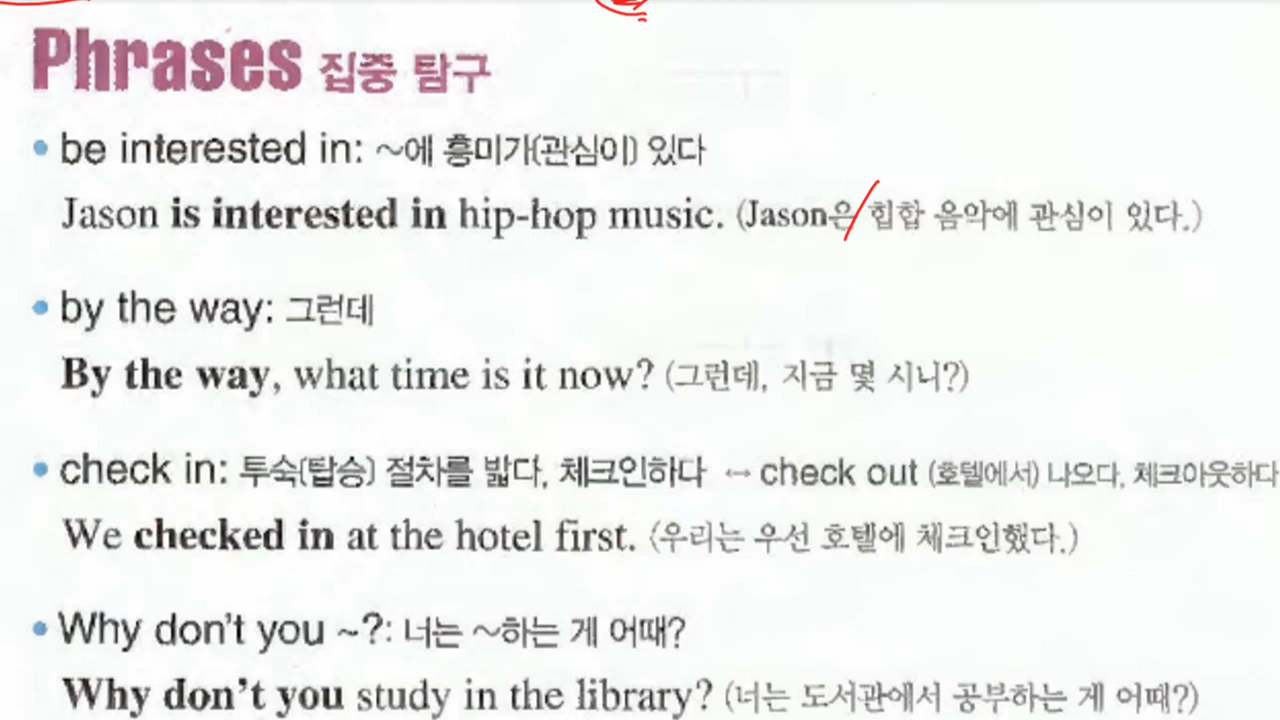 Phrases 집중 탐구
• be interested in: ~에 흥미가(관심이) 있다
Jason is interested in hip-hop music. (Jason은 힙합 음악에 관심이 있다.)
• by the way: 그런데
By the way, what time is it now? (그런데, 지금 몇 시니?)
• check in: 투숙(탑승) 절차를 밟다, 체크인하다 ↔ check out (호텔에서) 나오다, 체크아웃하다
We checked in at the hotel first. (우리는 우선 호텔에 체크인했다.)
• Why don't you ~?: 너는 ~하는 게 어때?
Why don't you study in the library? (너는 도서관에서 공부하는 게 어때?)